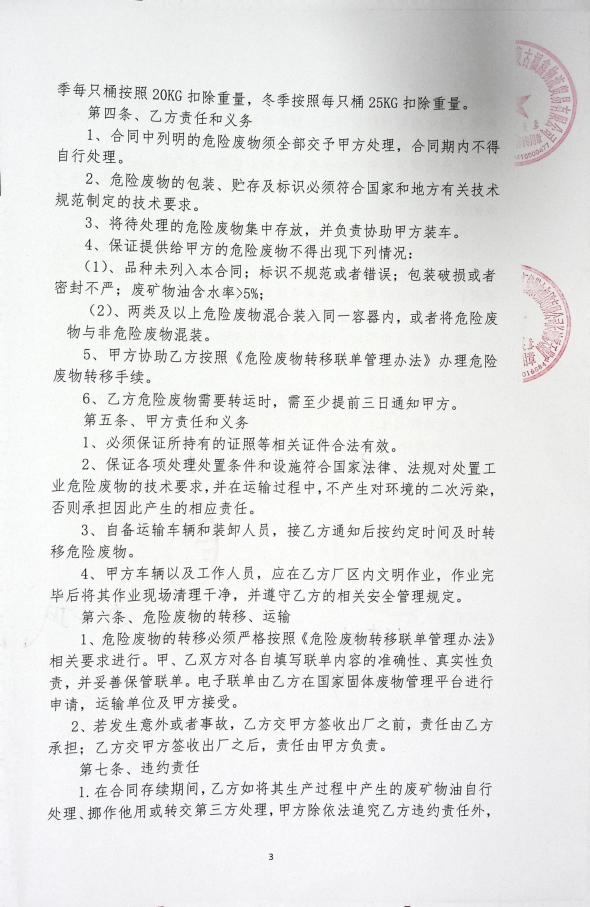 季每只桶按照 20KG 扣除重量，冬季按照每只桶 25KG 扣除重量。
第四条、乙方责任和义务
1、合同中列明的危险废物须全部交予甲方处理，合同期内不得
自行处理。
2、危险废物的包装、贮存及标识必须符合国家和地方有关技术
规范制定的技术要求。
3、将待处理的危险废物集中存放，并负责协助甲方装车。
4、保证提供给甲方的危险废物不得出现下列情况：
（1）、品种未列入本合同；标识不规范或者错误；包装破损或者
密封不严；废矿物油含水率>5%；
（2）、两类及以上危险废物混合装入同一容器内，或者将危险废
物与非危险废物混装。
5、甲方协助乙方按照《危险废物转移联单管理办法》办理危险
废物转移手续。
6、乙方危险废物需要转运时，需至少提前三日通知甲方。
第五条、甲方责任和义务
1、必须保证所持有的证照等相关证件合法有效。
2、保证各项处理处置条件和设施符合国家法律、法规对处置工
业危险废物的技术要求，并在运输过程中，不产生对环境的二次污染，
否则承担因此产生的相应责任。
3、自备运输车辆和装卸人员，接乙方通知后按约定时间及时转
移危险废物。
4、甲方车辆以及工作人员，应在乙方厂区内文明作业，作业完
毕后将其作业现场清理干净，并遵守乙方的相关安全管理规定。
第六条、危险废物的转移、运输
1、危险废物的转移必须严格按照《危险废物转移联单管理办法》
相关要求进行。甲、乙双方对各自填写联单内容的准确性、真实性负
责，并妥善保管联单。电子联单由乙方在国家固体废物管理平台进行
申请，运输单位及甲方接受。
2、若发生意外或者事故，乙方交甲方签收出厂之前，责任由乙方
承担；乙方交甲方签收出厂之后，责任由甲方负责。
第七条、违约责任
1.在合同存续期间，乙方如将其生产过程中产生的废矿物油自行
处理、挪作他用或转交第三方处理，甲方除依法追究乙方违约责任外，
3